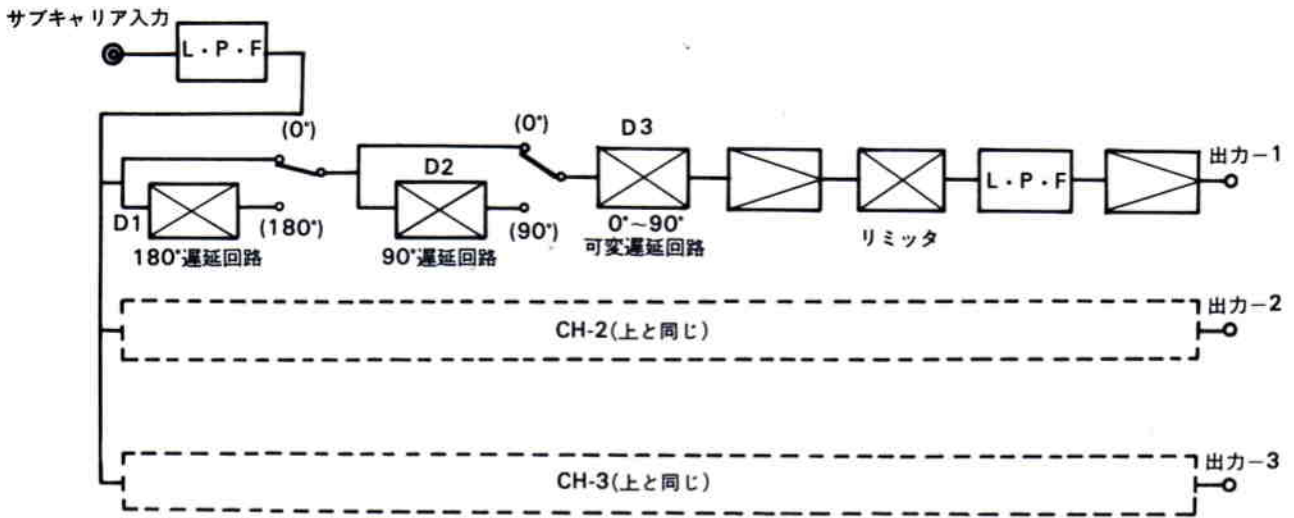 サブキャリア入力
L・P・F
(0°)
(0°)
D3
D2
出力-1
L・P・F
D1
(180°)
(90°)
0°~90°
180°遅延回路
90°遅延回路
可変遅延回路
リミッタ
出力-2
CH-2(上と同じ)
出力-3
CH-3(上と同じ)